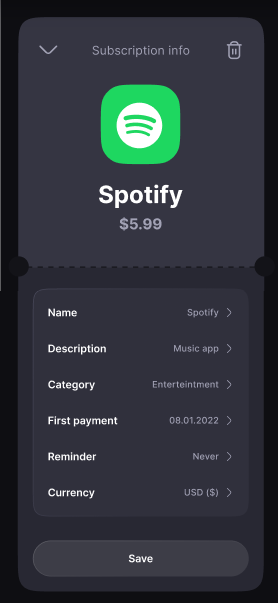 Subscription info
Spotify
$5.99
Name Spotify
Description Music app
Category Enterteintment
First payment 08.01.2022
Reminder Never
Currency USD ($)
Save